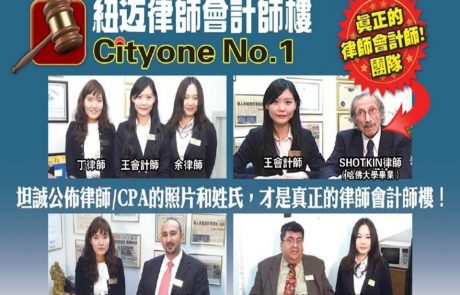 紐迈律師會計師樓
Cityone No.1
真正的
律師會計師!
團隊
丁律師
王會計師
余律師
王會計師
SHOTKIN律師
(哈佛大學畢業)
坦誠公佈律師/CPA的照片和姓氏，才是真正的律師會計師樓！